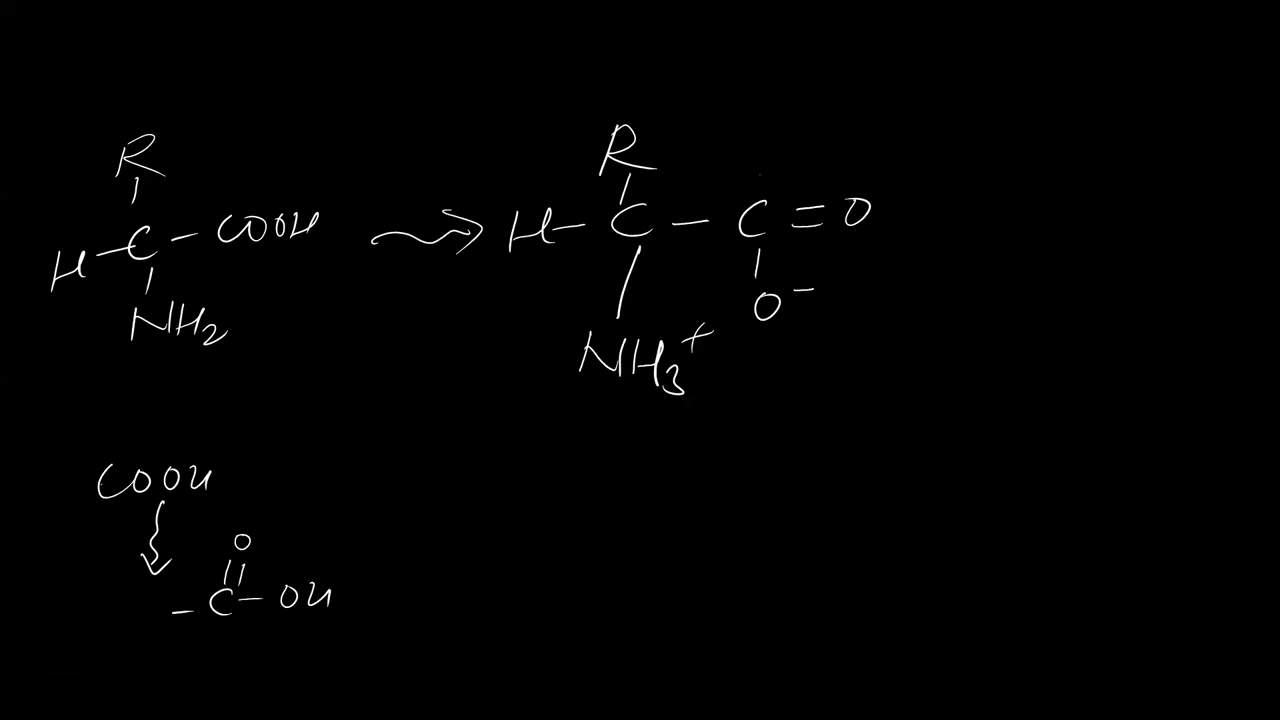 R R
H-C-COOH → H-C-C=O
NH2 O⁻
NH3⁺
COOH
O
-C-OH